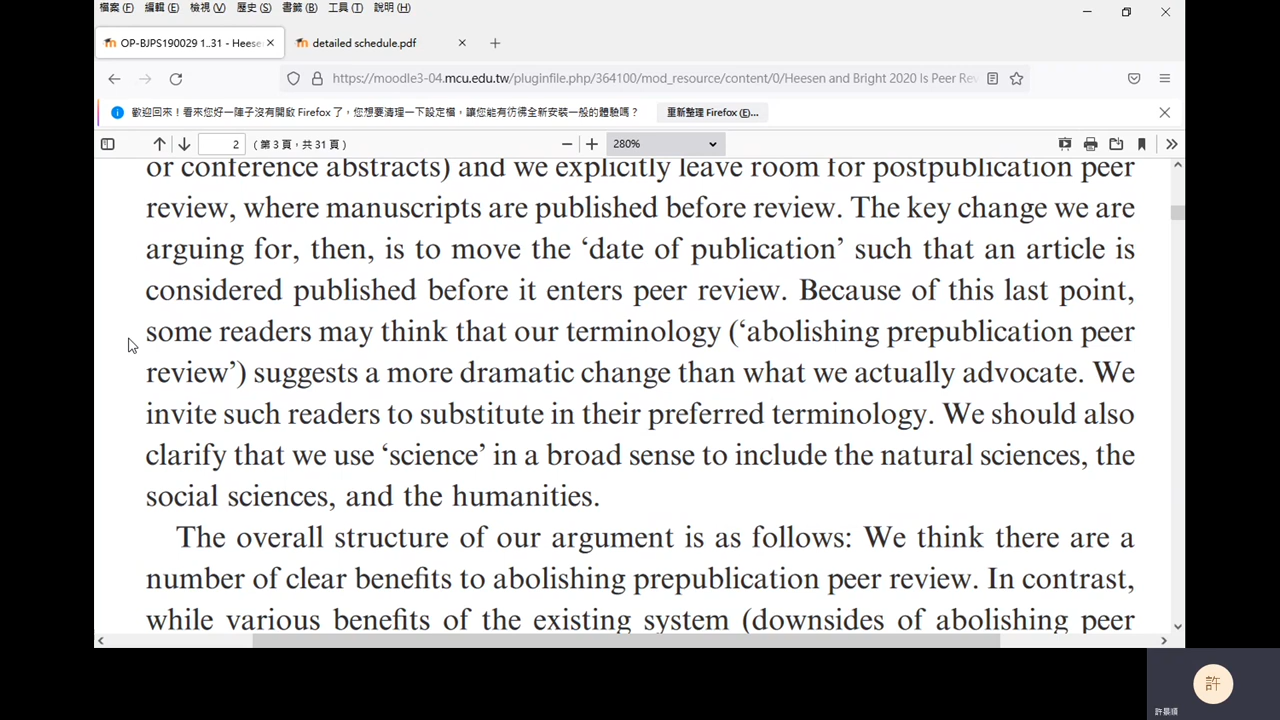 檔案(F) 編輯(E) 檢視(V) 歷史(S) 書籤(B) 工具(T) 說明(H)
OP-BJPS190029 1..31 - Heese
detailed schedule.pdf
https://moodle3-04.mcu.edu.tw/pluginfile.php/364100/mod_resource/content/0/Heesen and Bright 2020 Is Peer Rev
歡迎回來！看來您好一陣子沒有開啟 Firefox 了，您想要清理一下設定檔，讓您能有彷彿全新安裝一般的體驗嗎？ 重新整理 Firefox (E)...
2 (第 3 頁，共 31 頁) 280%
or conference abstracts) and we explicitly leave room for postpublication peer
review, where manuscripts are published before review. The key change we are
arguing for, then, is to move the ‘date of publication’ such that an article is
considered published before it enters peer review. Because of this last point,
some readers may think that our terminology (‘abolishing prepublication peer
review’) suggests a more dramatic change than what we actually advocate. We
invite such readers to substitute in their preferred terminology. We should also
clarify that we use ‘science’ in a broad sense to include the natural sciences, the
social sciences, and the humanities.
The overall structure of our argument is as follows: We think there are a
number of clear benefits to abolishing prepublication peer review. In contrast,
while various benefits of the existing system (downsides of abolishing peer
許